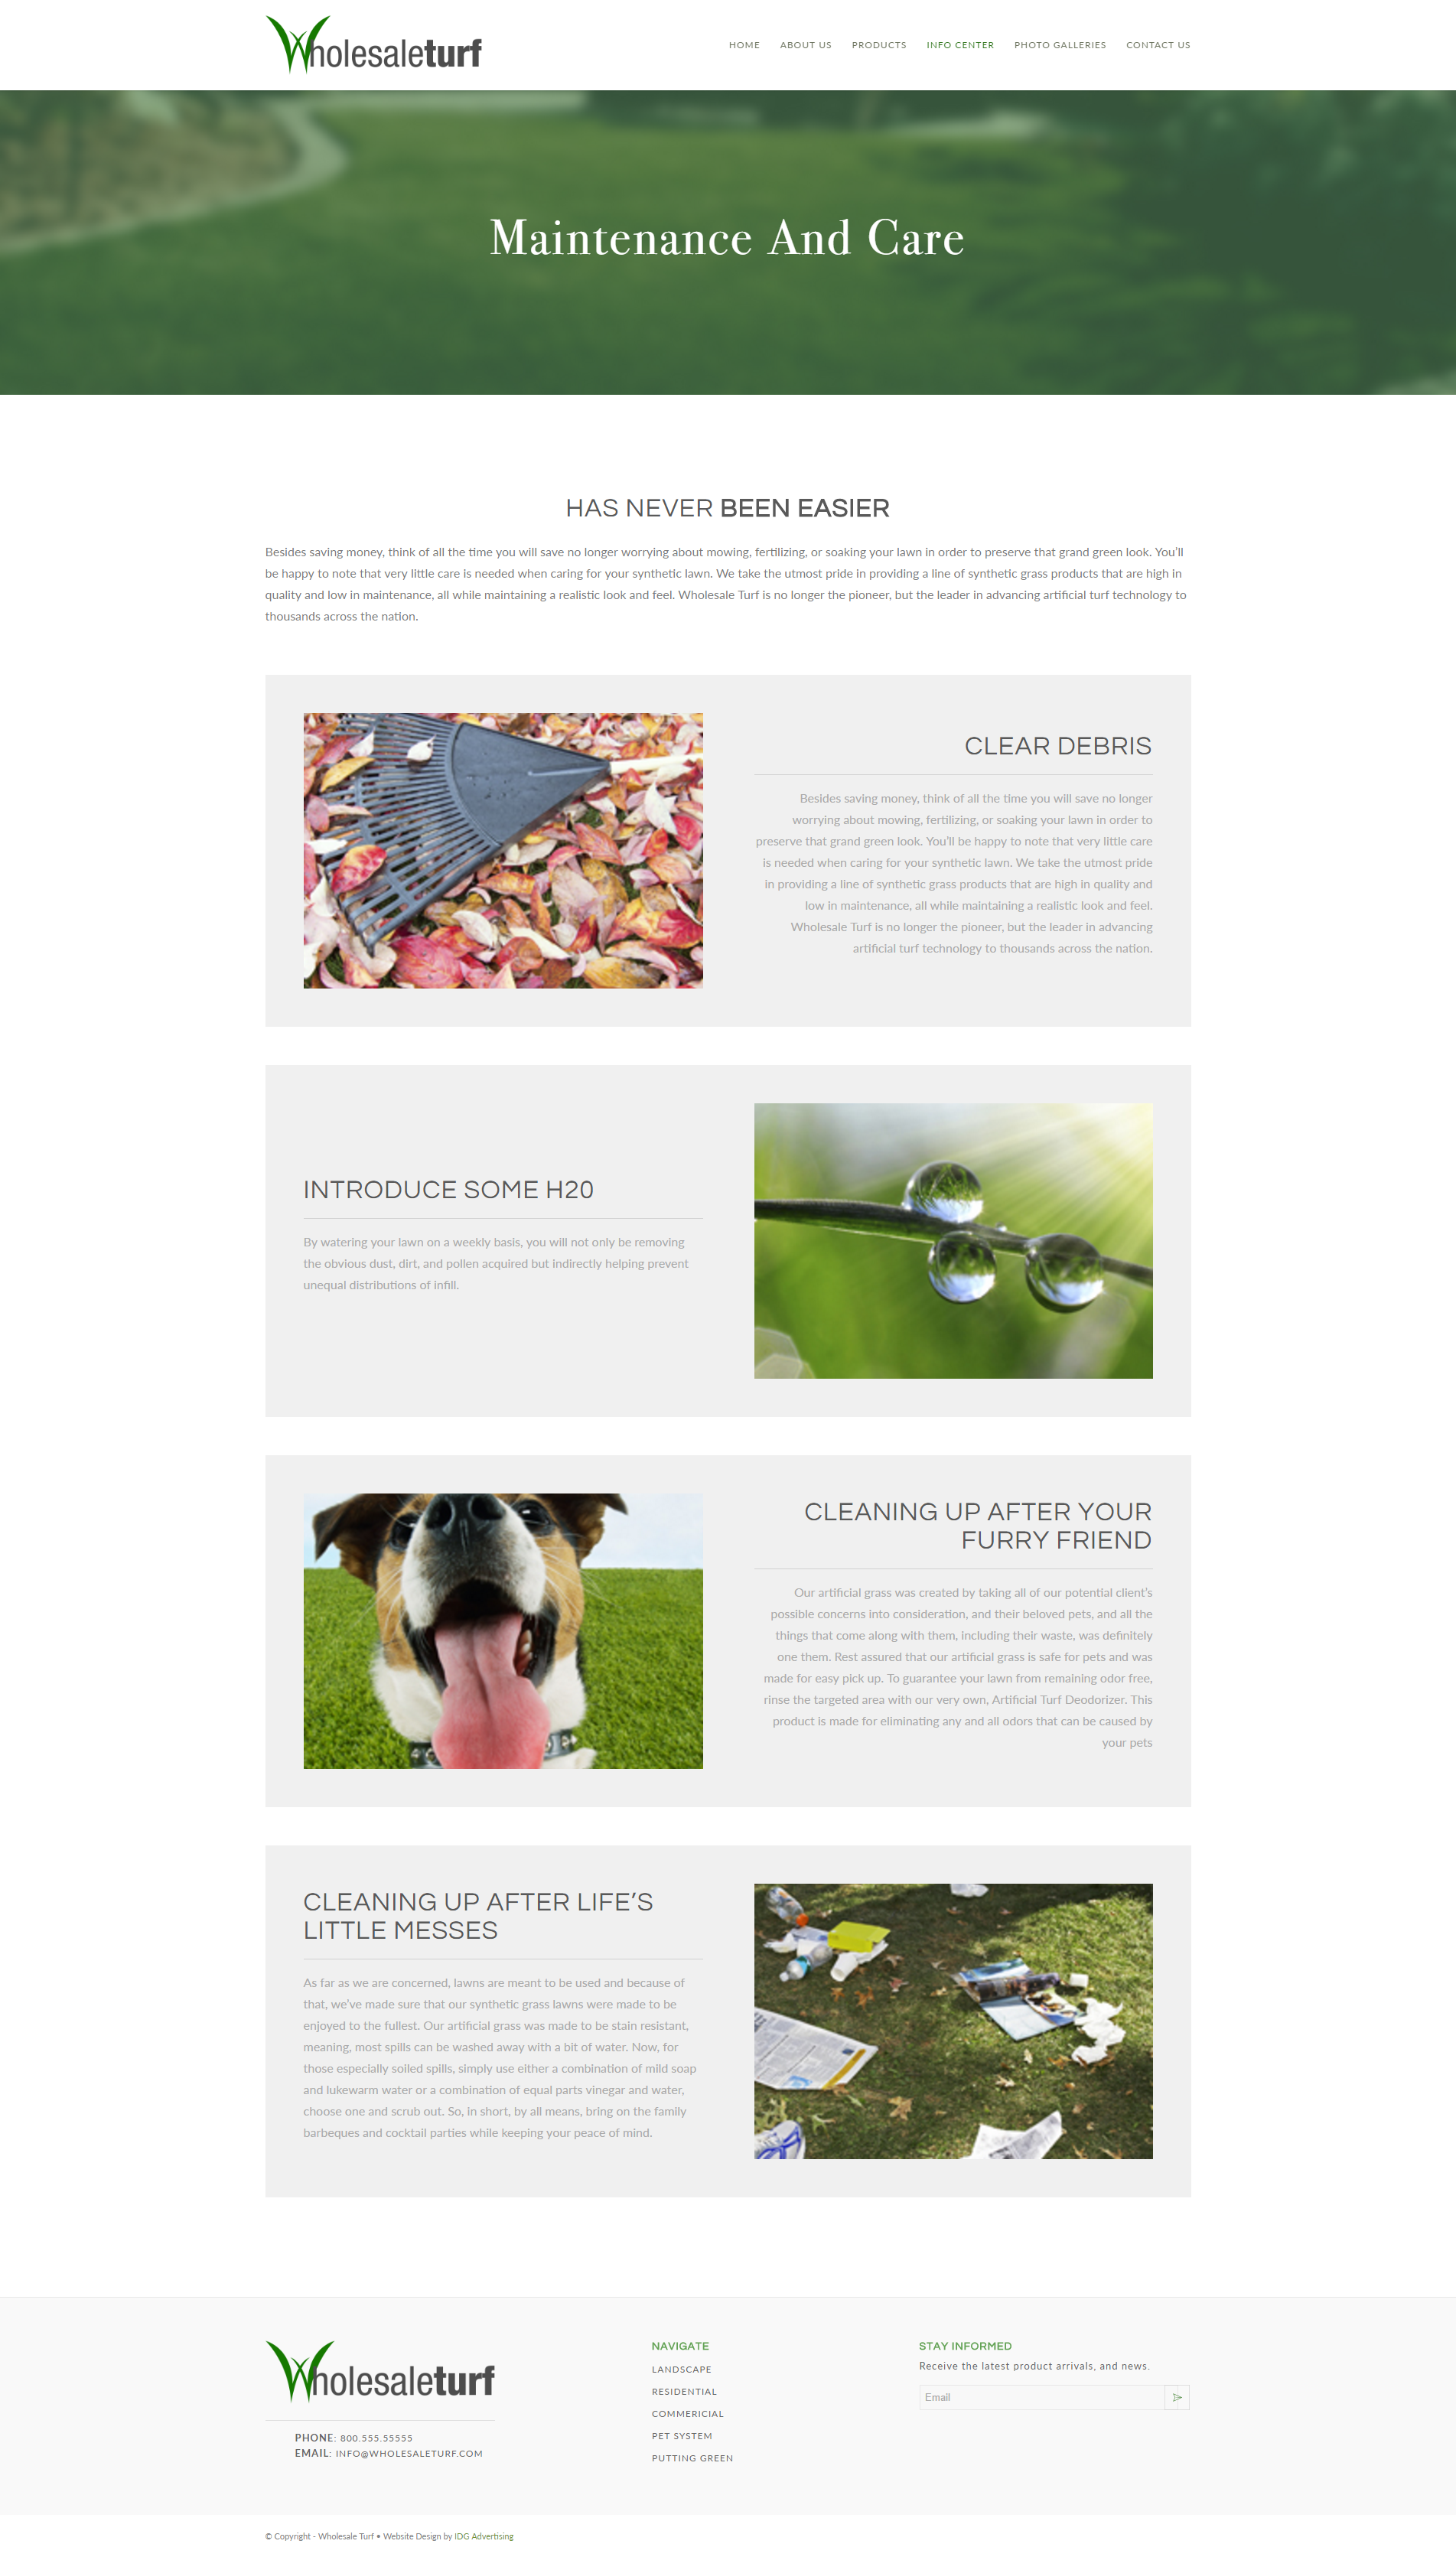 Wholesaleturf
HOME ABOUT US PRODUCTS INFO CENTER PHOTO GALLERIES CONTACT US
Maintenance And Care
HAS NEVER BEEN EASIER
Besides saving money, think of all the time you will save no longer worrying about mowing, fertilizing, or soaking your lawn in order to preserve that grand green look. You'll
be happy to note that very little care is needed when caring for your synthetic lawn. We take the utmost pride in providing a line of synthetic grass products that are high in
quality and low in maintenance, all while maintaining a realistic look and feel. Wholesale Turf is no longer the pioneer, but the leader in advancing artificial turf technology to
thousands across the nation.
CLEAR DEBRIS
Besides saving money, think of all the time you will save no longer
worrying about mowing, fertilizing, or soaking your lawn in order to
preserve that grand green look. You'll be happy to note that very little care
is needed when caring for your synthetic lawn. We take the utmost pride
in providing a line of synthetic grass products that are high in quality and
low in maintenance, all while maintaining a realistic look and feel.
Wholesale Turf is no longer the pioneer, but the leader in advancing
artificial turf technology to thousands across the nation.
INTRODUCE SOME H20
By watering your lawn on a weekly basis, you will not only be removing
the obvious dust, dirt, and pollen acquired but indirectly helping prevent
unequal distributions of infill.
CLEANING UP AFTER YOUR
FURRY FRIEND
Our artificial grass was created by taking all of our potential client's
possible concerns into consideration, and their beloved pets, and all the
things that come along with them, including their waste, was definitely
one them. Rest assured that our artificial grass is safe for pets and was
made for easy pick up. To guarantee your lawn from remaining odor free,
rinse the targeted area with our very own, Artificial Turf Deodorizer. This
product is made for eliminating any and all odors that can be caused by
your pets
CLEANING UP AFTER LIFE'S
LITTLE MESSES
As far as we are concerned, lawns are meant to be used and because of
that, we've made sure that our synthetic grass lawns were made to be
enjoyed to the fullest. Our artificial grass was made to be stain resistant,
meaning, most spills can be washed away with a bit of water. Now, for
those especially soiled spills, simply use either a combination of mild soap
and lukewarm water or a combination of equal parts vinegar and water,
choose one and scrub out. So, in short, by all means, bring on the family
barbeques and cocktail parties while keeping your peace of mind.
Wholesaleturf
PHONE: 800.555.55555
EMAIL: INFO@WHOLESALETURF.COM
NAVIGATE
LANDSCAPE
RESIDENTIAL
COMMERICIAL
PET SYSTEM
PUTTING GREEN
STAY INFORMED
Receive the latest product arrivals, and news.
Email
© Copyright - Wholesale Turf • Website Design by IDG Advertising